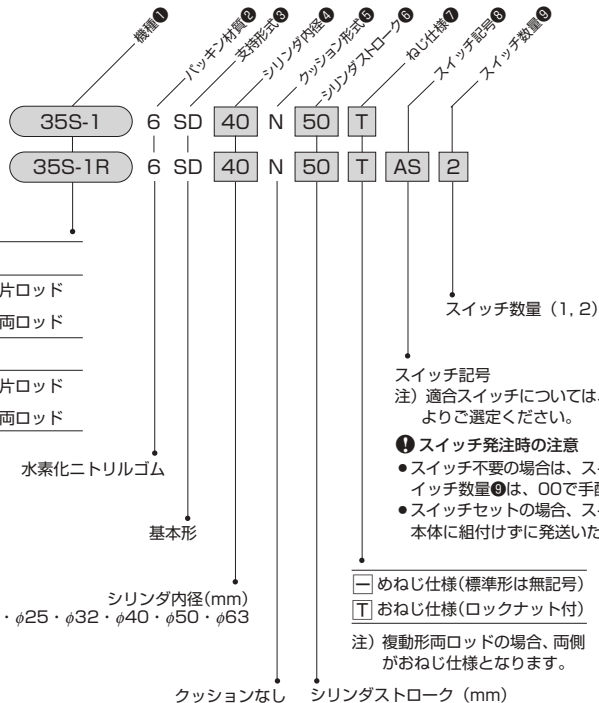 機種❶
パッキン材質❷
支持形式❸
シリンダ内径❹
クッション形式❺
シリンダストローク❻
ねじ仕様❼
スイッチ記号❽
スイッチ数量❾
35S-1 6 SD 40 N 50 T
35S-1R 6 SD 40 N 50 T AS 2
片ロッド
両ロッド
片ロッド
両ロッド
スイッチ数量（1, 2）
スイッチ記号
注）適合スイッチについては、
よりご選定ください。
スイッチ発注時の注意
●スイッチ不要の場合は、ス
イッチ数量❾は、00で手
●スイッチセットの場合、ス
本体に組付けずに発送いた
水素化ニトリルゴム
基本形
シリンダ内径(mm)
・φ25・φ32・φ40・φ50・φ63
ー めねじ仕様(標準形は無記号)
T おねじ仕様(ロックナット付)
注）複動形両ロッドの場合、両側
がおねじ仕様となります。
クッションなし
シリンダストローク（mm）